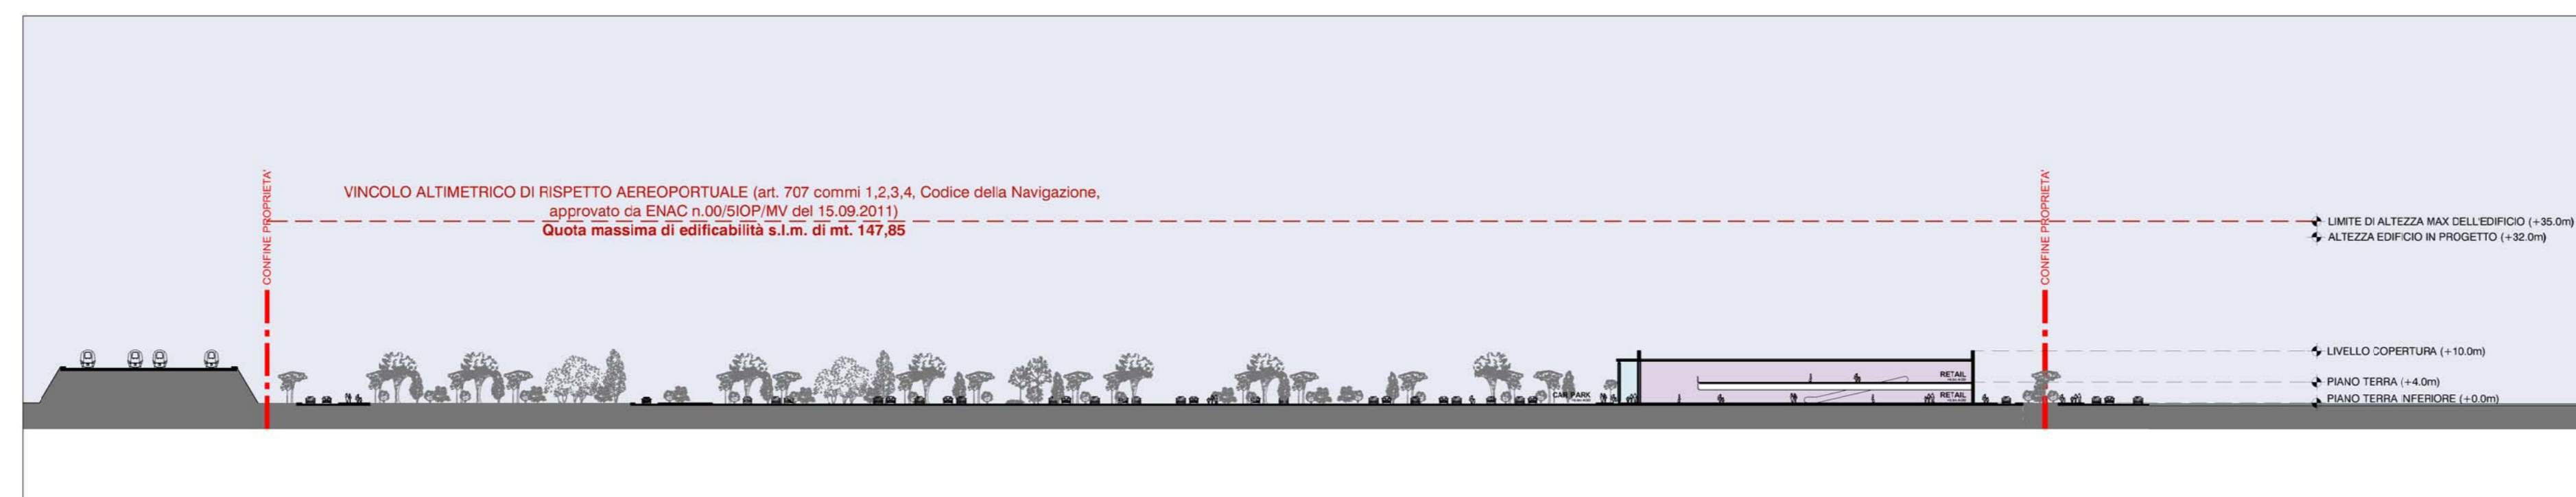 CONFINE PROPRIETA'
VINCOLO ALTIMETRICO DI RISPETTO AEREOPORTUALE (art. 707 commi 1,2,3,4, Codice della Navigazione,
approvato da ENAC n.00/5IOP/MV del 15.09.2011)
Quota massima di edificabilità s.l.m. di mt. 147,85
CONFINE PROPRIETA'
LIMITE DI ALTEZZA MAX DELL'EDIFICIO (+35.0m)
ALTEZZA EDIFICIO IN PROGETTO (+32.0m)
LIVELLO COPERTURA (+10.0m)
RETAIL
PIANO TERRA (+4.0m)
CAR PARK
RETAIL
PIANO TERRA INFERIORE (+0.0m)